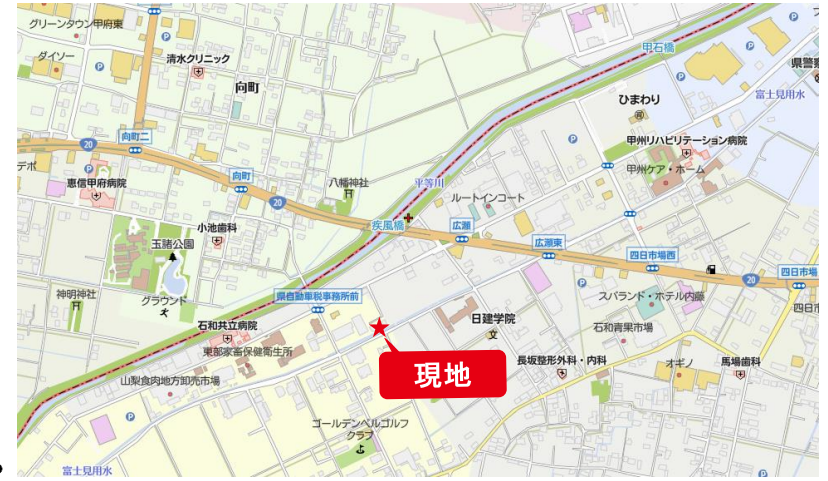 グリーンタウン甲府東
ダイソー
清水クリニック
向町
甲石橋
県警察
富士見用水
ひまわり
向町二
20
甲州リハビリテーション病院
デポ
恵信甲府病院
向町
八幡神社
平等川
甲州ケア・ホーム
20
ルートインコート
小池歯科
疾風橋
広瀬
玉諸公園
広瀬東
四日市場西
20
四日市場
神明神社
グラウンド
県自動車税事務所前
スパランド・ホテル内藤
四日市
石和共立病院
日建学院
石和青果市場
東部家畜保健衛生所
現地
長坂整形外科・内科
オギノ
馬場歯科
山梨食肉地方卸売市場
ゴールデンベルゴルフ
クラブ
富士見用水